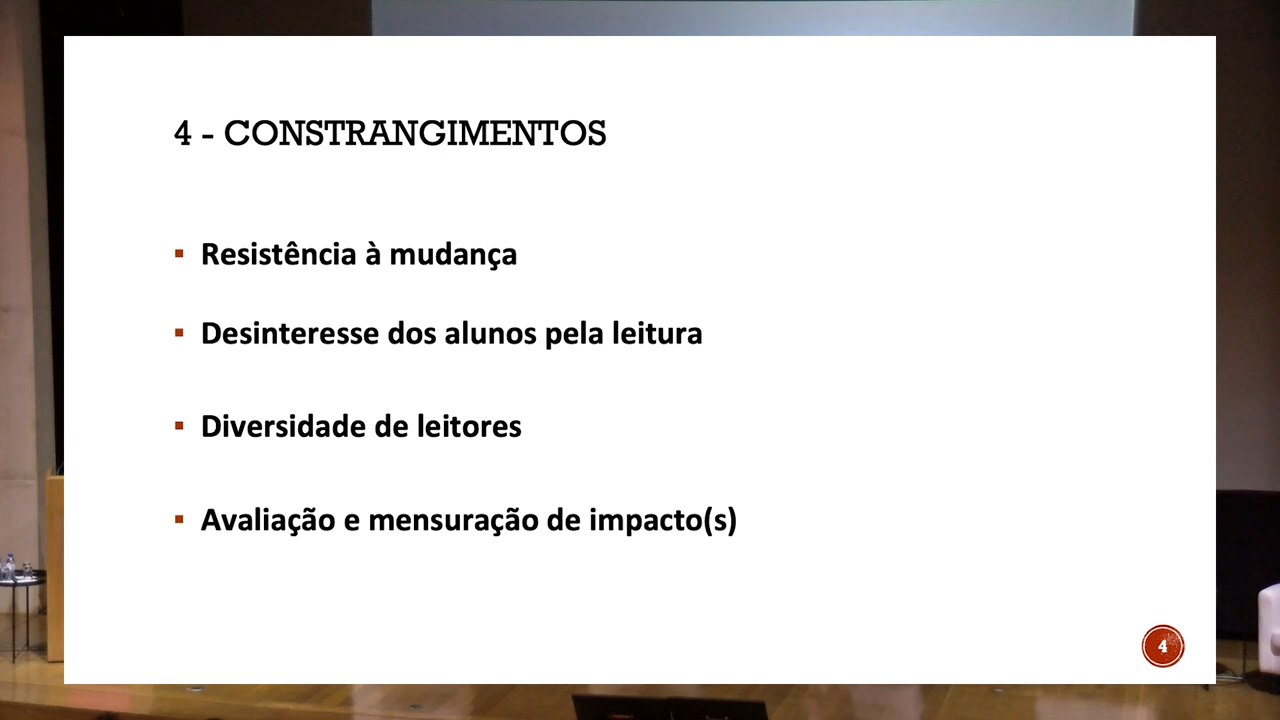 4 - CONSTRANGIMENTOS
▪ Resistência à mudança
▪ Desinteresse dos alunos pela leitura
▪ Diversidade de leitores
▪ Avaliação e mensuração de impacto(s)
4